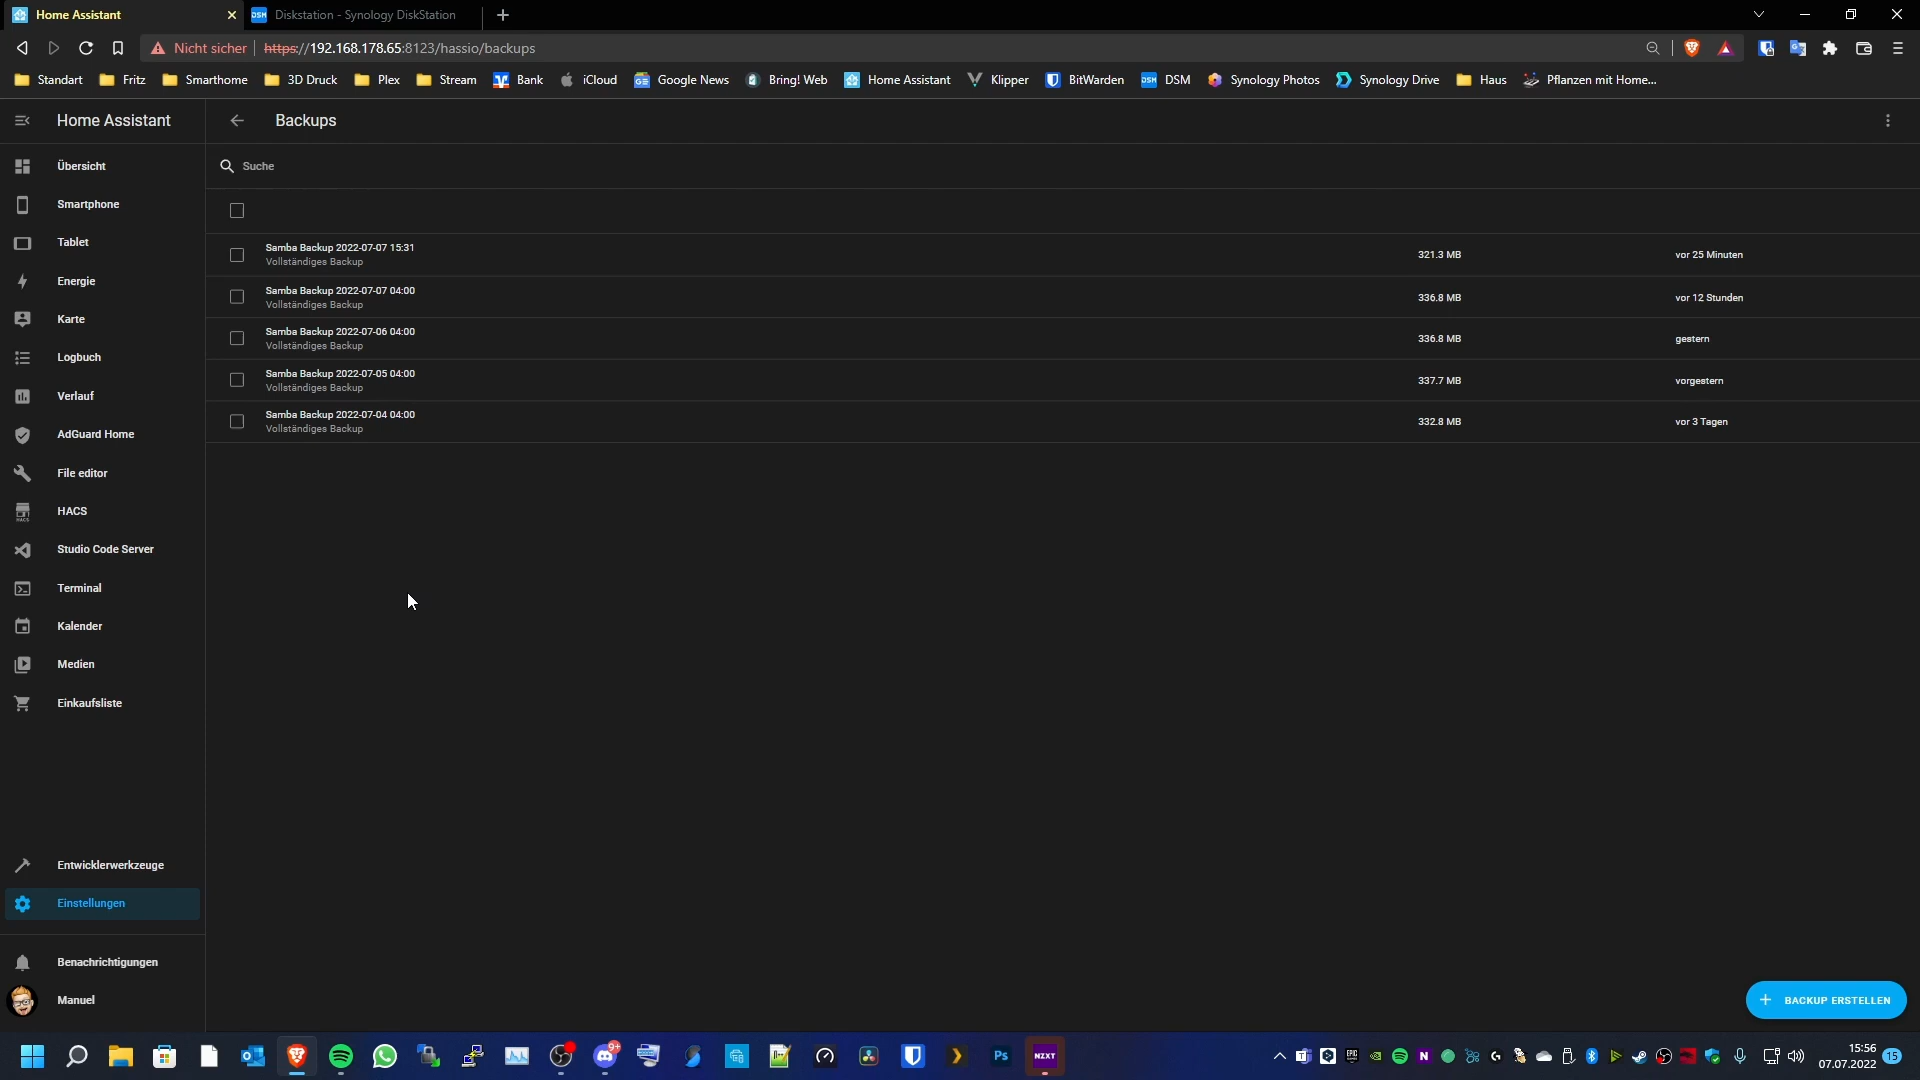 Home Assistant
DSM Diskstation - Synology DiskStation
Nicht sicher https://192.168.178.65:8123/hassio/backups
Standart Fritz Smarthome 3D Druck Plex Stream Bank iCloud Google News Bring! Web Home Assistant Klipper BitWarden DSM DSM Synology Photos Synology Drive Haus Pflanzen mit Home...
Home Assistant
Backups
Übersicht
Smartphone
Tablet
Energie
Karte
Logbuch
Verlauf
AdGuard Home
File editor
HACS
Studio Code Server
Terminal
Kalender
Medien
Einkaufsliste
Entwicklerwerkzeuge
Einstellungen
Benachrichtigungen
Manuel
Suche
Samba Backup 2022-07-07 15:31
Vollständiges Backup
321.3 MB
vor 25 Minuten
Samba Backup 2022-07-07 04:00
Vollständiges Backup
336.8 MB
vor 12 Stunden
Samba Backup 2022-07-06 04:00
Vollständiges Backup
336.8 MB
gestern
Samba Backup 2022-07-05 04:00
Vollständiges Backup
337.7 MB
vorgestern
Samba Backup 2022-07-04 04:00
Vollständiges Backup
332.8 MB
vor 3 Tagen
BACKUP ERSTELLEN
9+
Ps
NZXT
15:56
07.07.2022
15